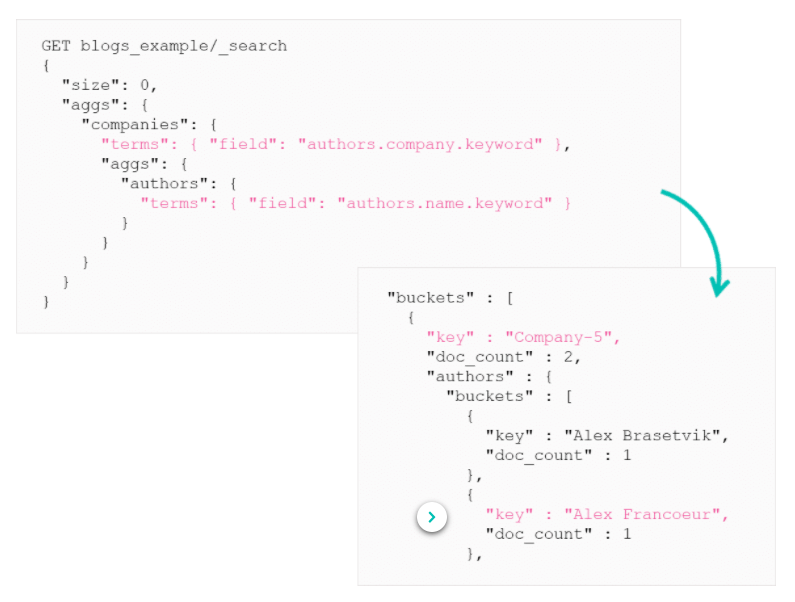 GET blogs_example/_search
{
  "size": 0,
  "aggs": {
    "companies": {
      "terms": { "field": "authors.company.keyword" },
      "aggs": {
        "authors": {
          "terms": { "field": "authors.name.keyword" }
        }
      }
    }
  }
}
"buckets" : [
  {
    "key" : "Company-5",
    "doc_count" : 2,
    "authors" : {
      "buckets" : [
        {
          "key" : "Alex Brasetvik",
          "doc_count" : 1
        },
        {
          "key" : "Alex Francoeur",
          "doc_count" : 1
        },